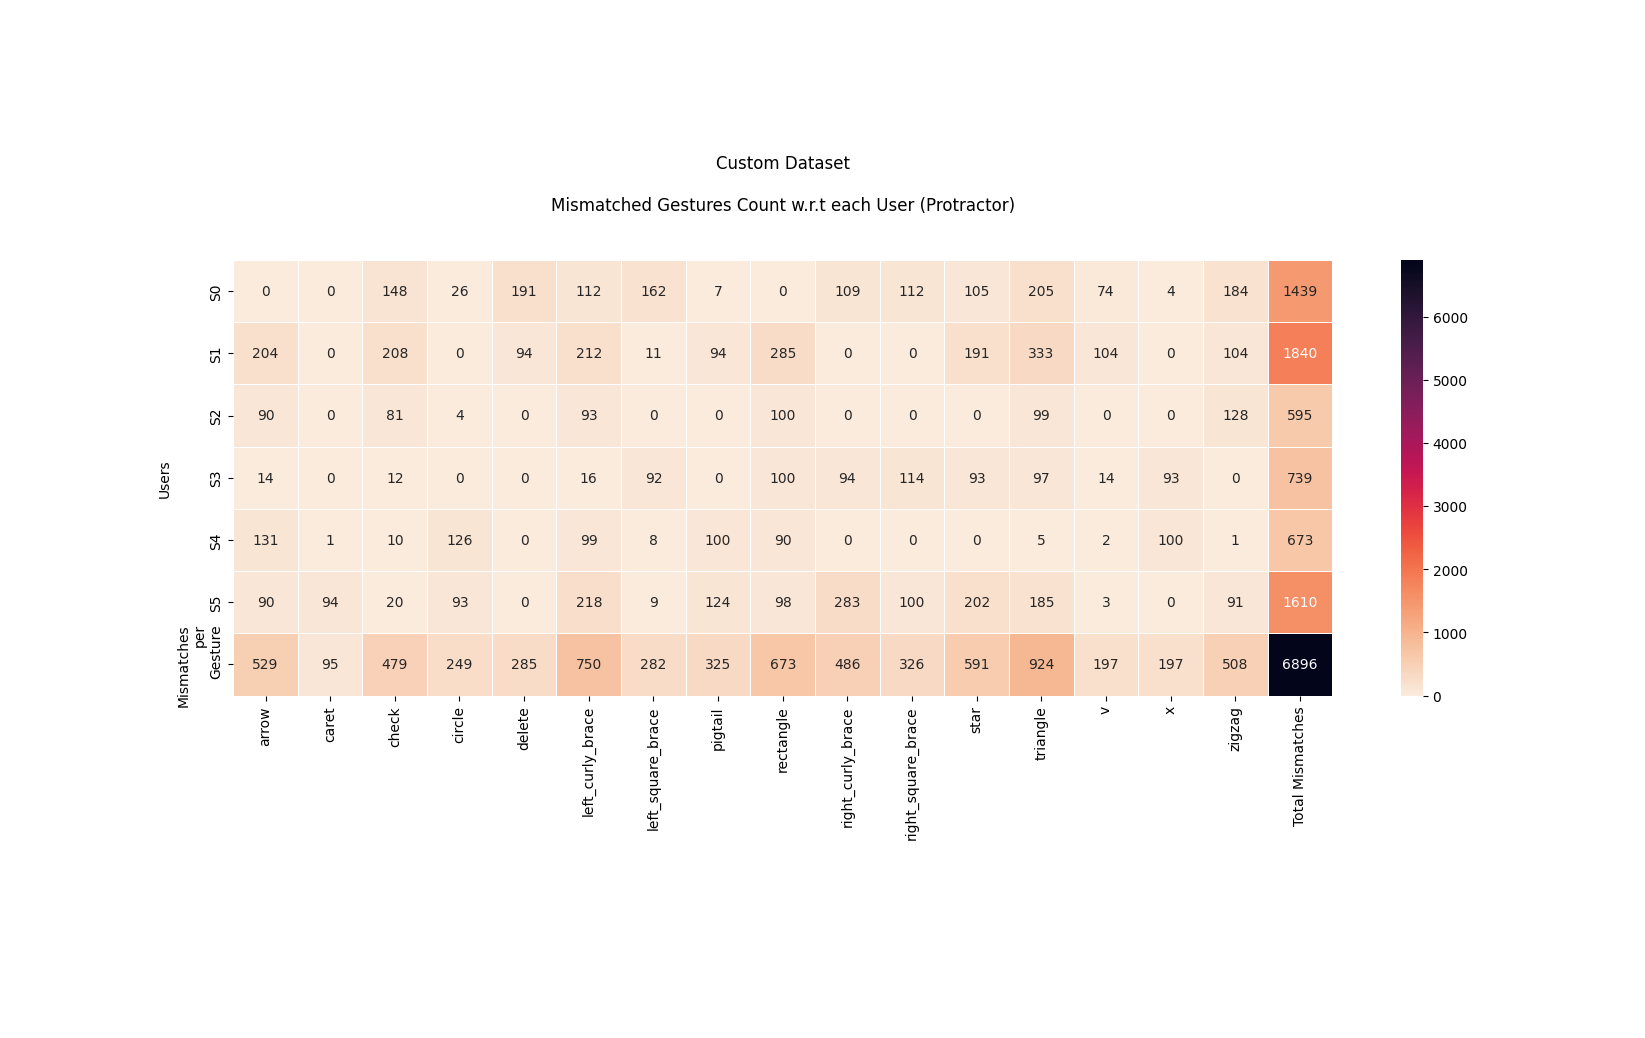 Custom Dataset
Mismatched Gestures Count w.r.t each User (Protractor)
S0 0 0 148 26 191 112 162 7 0 109 112 105 205 74 4 184 1439
S1 204 0 208 0 94 212 11 94 285 0 0 191 333 104 0 104 1840
S2 90 0 81 4 0 93 0 0 100 0 0 0 99 0 0 128 595
S3 14 0 12 0 0 16 92 0 100 94 114 93 97 14 93 0 739
S4 131 1 10 126 0 99 8 100 90 0 0 0 5 2 100 1 673
S5 90 94 20 93 0 218 9 124 98 283 100 202 185 3 0 91 1610
Mismatches
per
Gesture
529 95 479 249 285 750 282 325 673 486 326 591 924 197 197 508 6896
Users
arrow
caret
check
circle
delete
left_curly_brace
left_square_brace
pigtail
rectangle
right_curly_brace
right_square_brace
star
triangle
v
x
zigzag
Total Mismatches
6000
5000
4000
3000
2000
1000
0